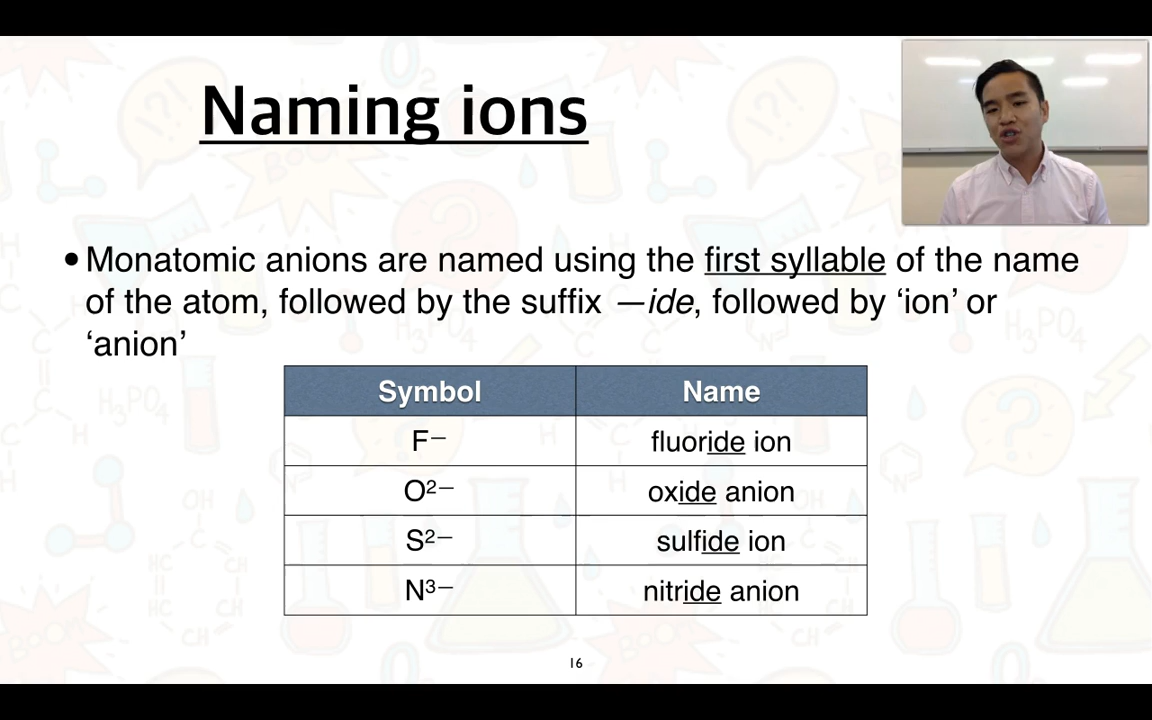 Naming ions
•Monatomic anions are named using the first syllable of the name
of the atom, followed by the suffix —ide, followed by ‘ion’ or
‘anion’
Symbol Name
F— fluoride ion
O2— oxide anion
S2— sulfide ion
N3— nitride anion
16